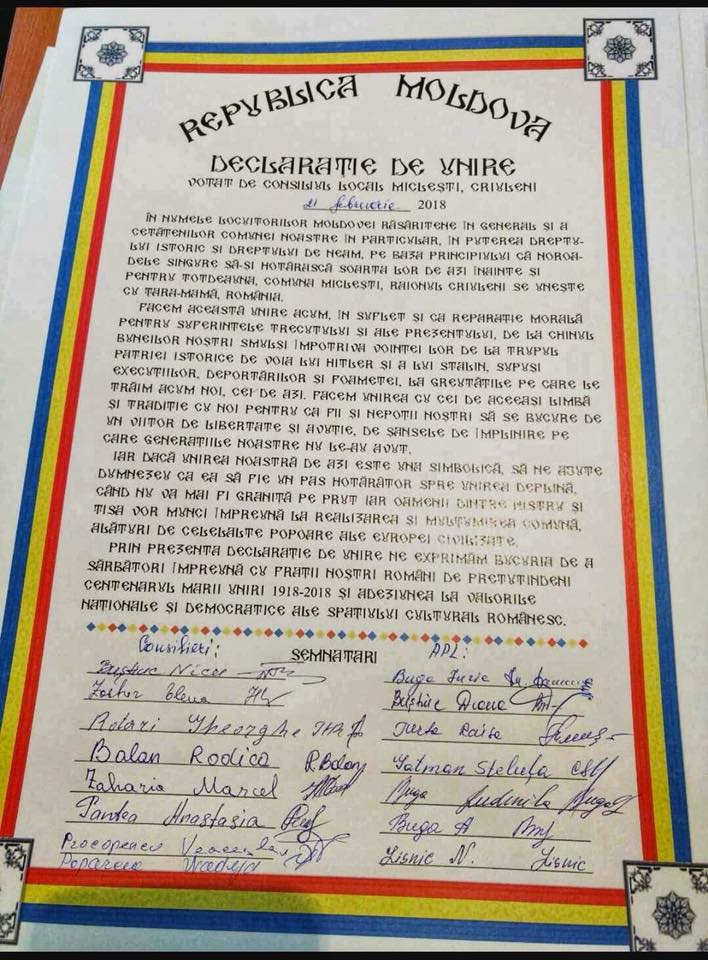 REPUBLICA MOLDOVA
DECLARAȚIE DE UNIRE
VOTAT DE CONSILIUL LOCAL MICLEȘTI, CRIULENI
21 februarie 2018
ÎN NUMELE LOCUITORILOR MOLDOVEI RĂSĂRITENE ÎN GENERAL ȘI A
CETĂȚENILOR COMUNEI NOASTRE ÎN PARTICULAR, ÎN PUTEREA DREPTU-
LUI ISTORIC ȘI DREPTULUI DE NEAM, PE BAZA PRINCIPIULUI CĂ NOROA-
DELE SINGURE SĂ-ȘI HOTĂRASCĂ SOARTA LOR DE AZI ÎNAINTE ȘI
PENTRU TOTDEAUNA, COMUNA MICLEȘTI, RAIONUL CRIULENI SE UNEȘTE
CU ȚARA-MAMĂ, ROMÂNIA.
FACEM ACEASTĂ UNIRE ACUM, ÎN SUFLET ȘI CA REPARAȚIE MORALĂ
PENTRU SUFERINȚELE TRECUTULUI ȘI ALE PREZENTULUI, DE LA CHINUL
BUNEILOR NOȘTRI SMULȘI ÎMPOTRIVA VOINȚEI LOR DE LA TRUPUL
PATRIEI ISTORICE DE VOIA LUI HITLER ȘI A LUI STALIN, SUPUȘI
EXECUȚIILOR, DEPORTĂRILOR ȘI FOAMETEI, LA GREUTĂȚILE PE CARE LE
TRĂIM ACUM NOI, CEI DE AZI. FACEM UNIREA CU CEI DE ACEEAȘI LIMBĂ
ȘI TRADIȚIE CU NOI PENTRU CA FII ȘI NEPOȚII NOȘTRI SĂ SE BUCURE DE
UN VIITOR DE LIBERTATE ȘI AVUȚIE, DE ȘANSELE DE ÎMPLINIRE PE
CARE GENERAȚIILE NOASTRE NU LE-AU AVUT.
IAR DACĂ UNIREA NOASTRĂ DE AZI ESTE UNA SIMBOLICĂ, SĂ NE AJUTE
DUMNEZEU CA EA SĂ FIE UN PAS HOTĂRÂTOR SPRE UNIREA DEPLINĂ,
CÂND NU VA MAI FI GRANIȚĂ PE PRUT IAR OAMENII DINTRE NISTRU ȘI
TISA VOR MUNCI ÎMPREUNĂ LA REALIZAREA ȘI MULȚUMIREA COMUNĂ,
ALĂTURI DE CELELALTE POPOARE ALE EUROPEI CIVILIZATE.
PRIN PREZENTA DECLARAȚIE DE UNIRE NE EXPRIMĂM BUCURIA DE A
SĂRBĂTORI ÎMPREUNĂ CU FRAȚII NOȘTRI ROMÂNI DE PRETUTINDENI
CENTENARUL MARII UNIRI 1918-2018 ȘI ADEZIUNEA LA VALORILE
NAȚIONALE ȘI DEMOCRATICE ALE SPAȚIULUI CULTURAL ROMÂNESC.
SEMNATARI
Consilieri:
Elena
Rotari Gheorghe
Balan Rodica R Balan
Zaharia Marcel
Pantea Anastasia
APL:
Buga Iurie
Diana
Raisa
Steluța
Buga Ludmila Buga
Buga A
Lisnic N. Lisnic